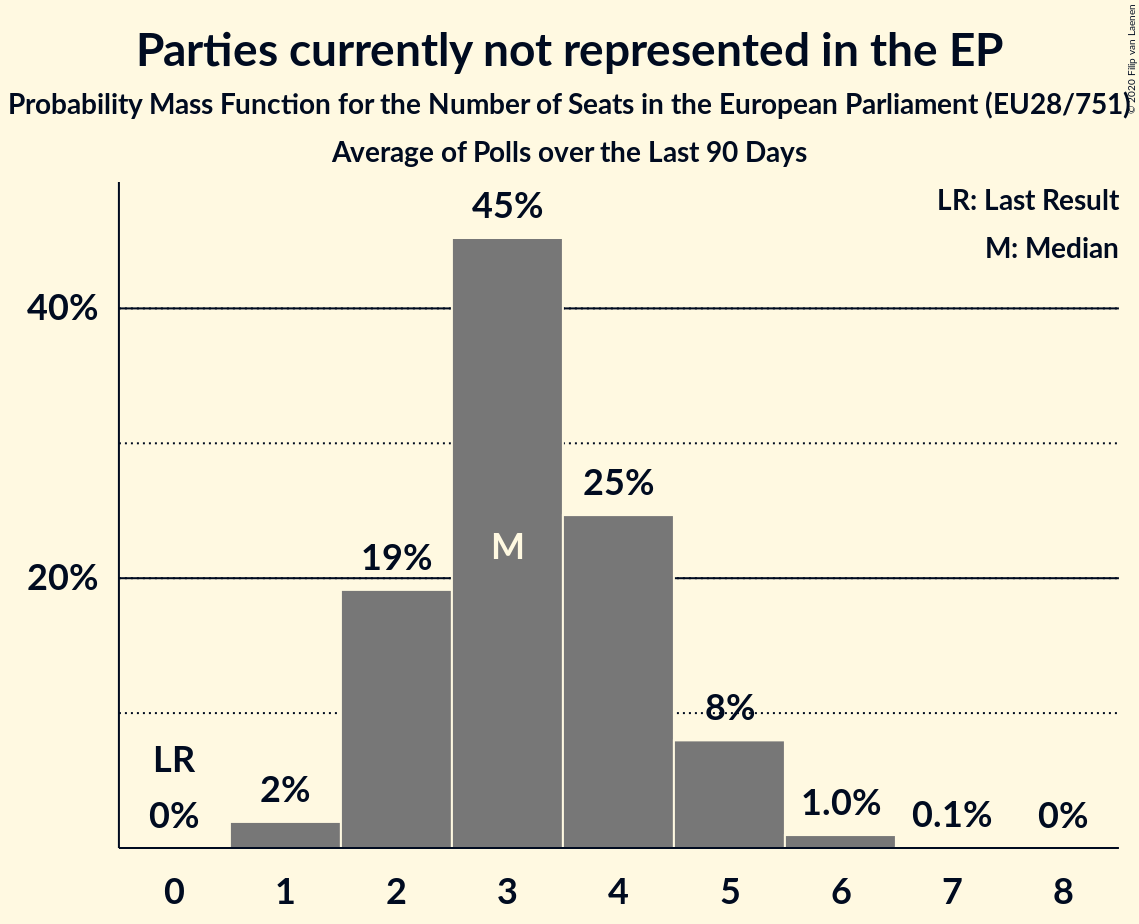 Parties currently not represented in the EP
Probability Mass Function for the Number of Seats in the European Parliament (EU28/751)
Average of Polls over the Last 90 Days
© 2020 Filip van Laenen
LR: Last Result
M: Median
40%
20%
LR
0%
2%
19%
45%
M
25%
8%
1.0%
0.1%
0%
0 1 2 3 4 5 6 7 8